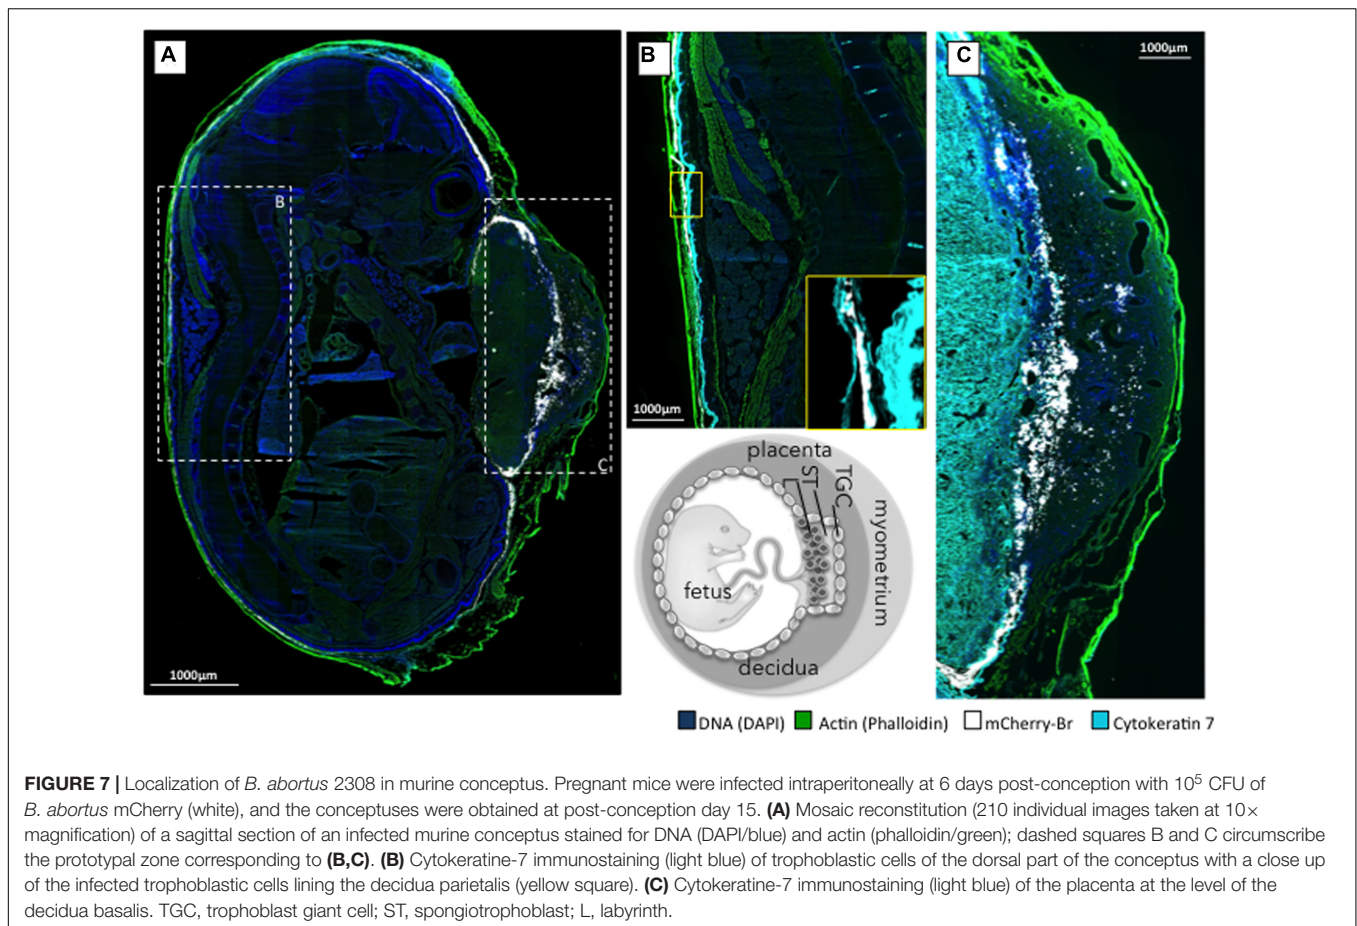 A
B
C
B
1000µm
1000µm
C
1000µm
placenta
ST
TGC
myometrium
fetus
decidua
DNA (DAPI) Actin (Phalloidin) mCherry-Br Cytokeratin 7
FIGURE 7 | Localization of B. abortus 2308 in murine conceptus. Pregnant mice were infected intraperitoneally at 6 days post-conception with 10⁵ CFU of
B. abortus mCherry (white), and the conceptuses were obtained at post-conception day 15. (A) Mosaic reconstitution (210 individual images taken at 10×
magnification) of a sagittal section of an infected murine conceptus stained for DNA (DAPI/blue) and actin (phalloidin/green); dashed squares B and C circumscribe
the prototypal zone corresponding to (B,C). (B) Cytokeratine-7 immunostaining (light blue) of trophoblastic cells of the dorsal part of the conceptus with a close up
of the infected trophoblastic cells lining the decidua parietalis (yellow square). (C) Cytokeratine-7 immunostaining (light blue) of the placenta at the level of the
decidua basalis. TGC, trophoblast giant cell; ST, spongiotrophoblast; L, labyrinth.